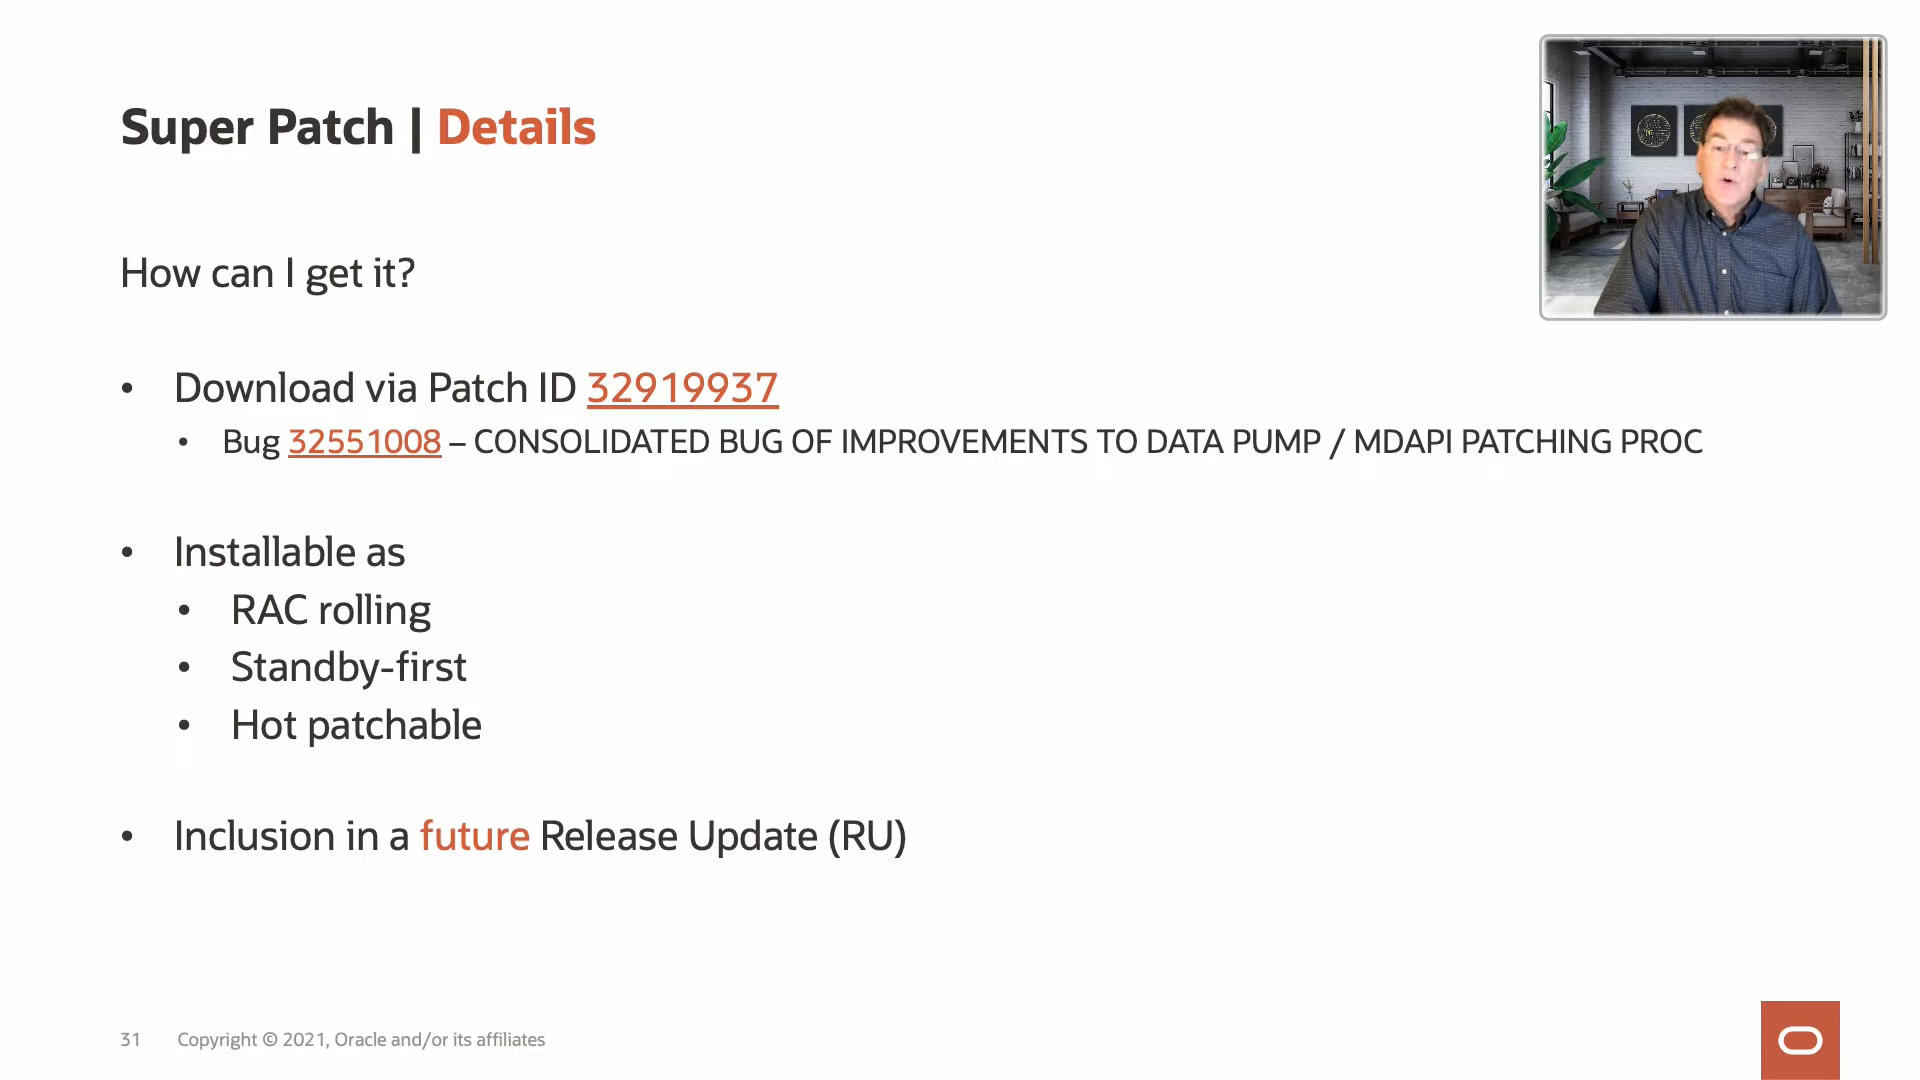 Super Patch | Details
How can I get it?
• Download via Patch ID 32919937
• Bug 32551008 – CONSOLIDATED BUG OF IMPROVEMENTS TO DATA PUMP / MDAPI PATCHING PROC
• Installable as
• RAC rolling
• Standby-first
• Hot patchable
• Inclusion in a future Release Update (RU)
31 Copyright © 2021, Oracle and/or its affiliates